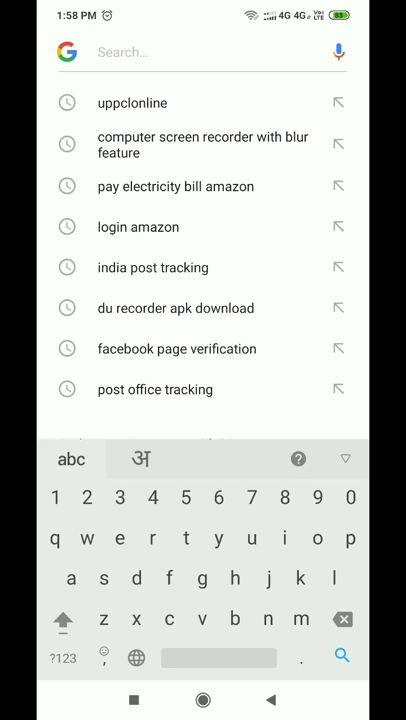 1:58 PM 4G 4G Vo LTE 83
G Search...
uppclonline
computer screen recorder with blur
feature
pay electricity bill amazon
login amazon
india post tracking
du recorder apk download
facebook page verification
post office tracking
abc अ ?
1 2 3 4 5 6 7 8 9 0
q w e r t y u i o p
a s d f g h j k l
z x c v b n m
?123 , .